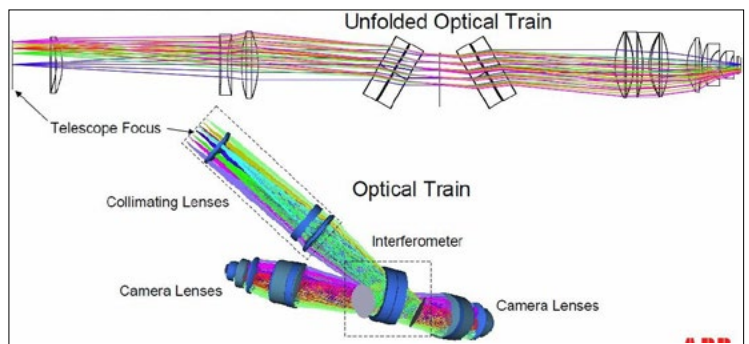 Unfolded Optical Train
Telescope Focus
Optical Train
Collimating Lenses
Interferometer
Camera Lenses
Camera Lenses